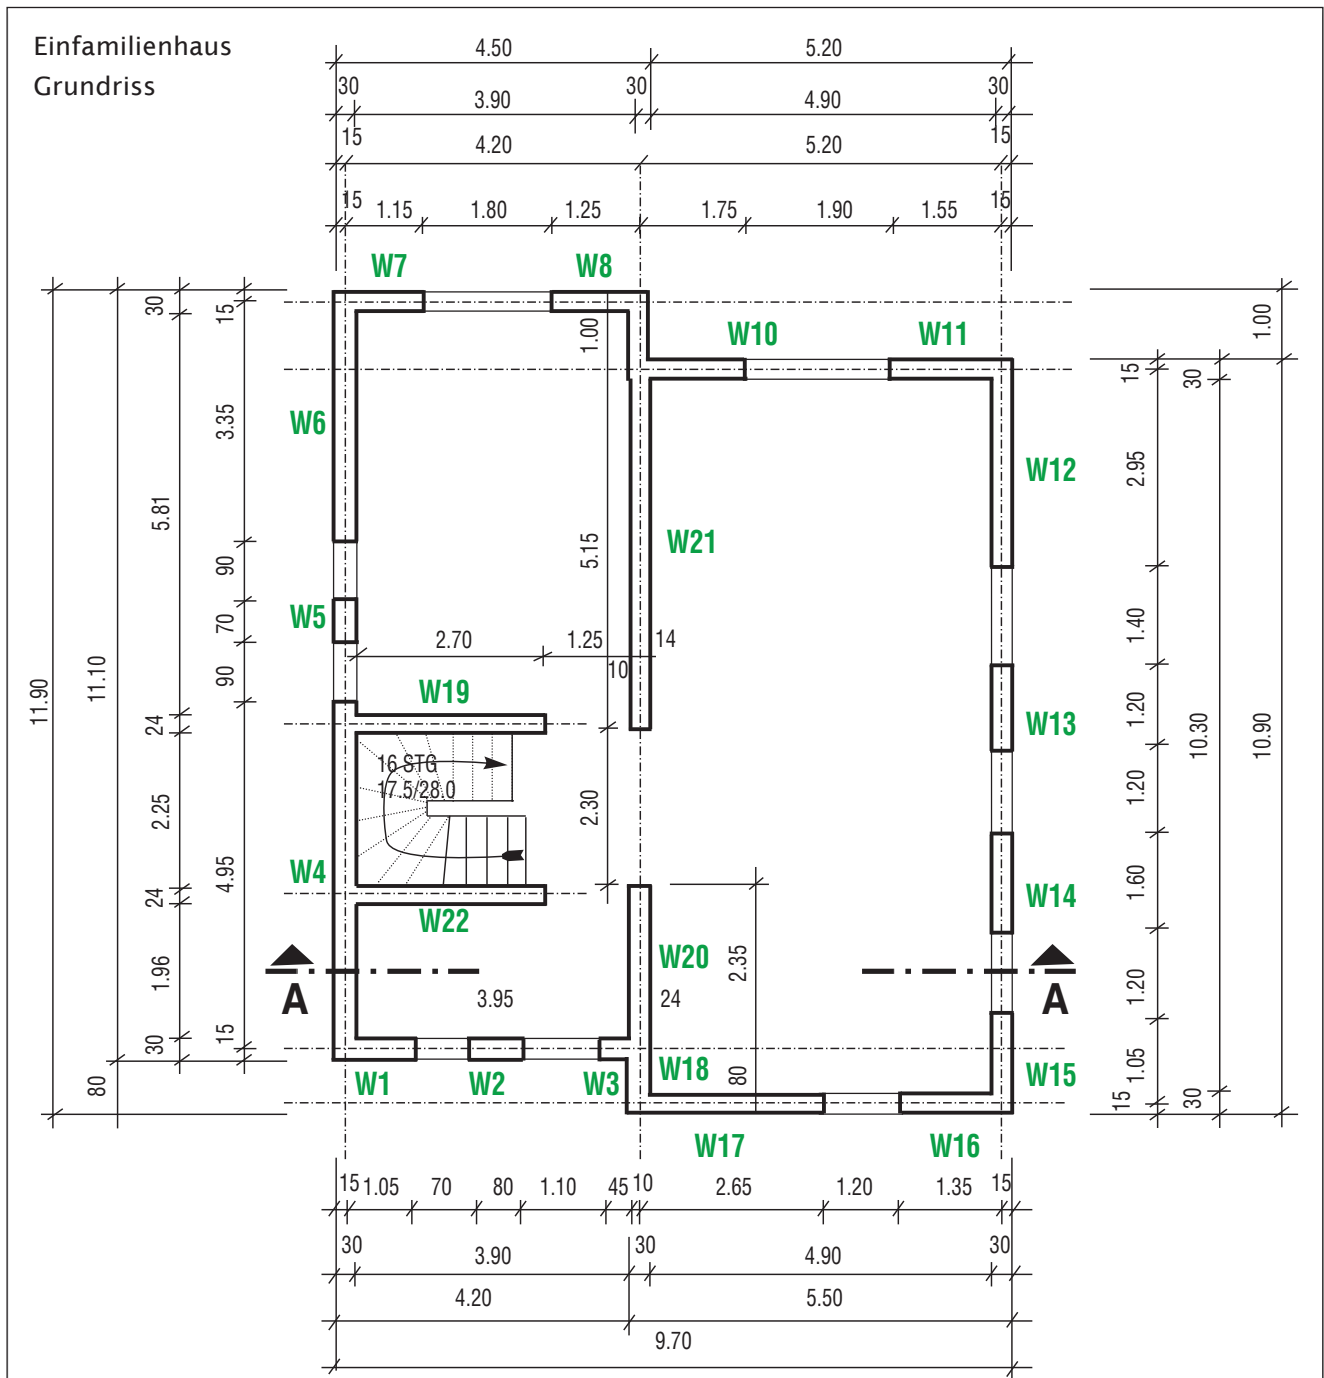 Einfamilienhaus
Grundriss
4.50 5.20
30 3.90 30 4.90 30
15 4.20 5.20 15
15 1.15 1.80 1.25 1.75 1.90 1.55 15
W7 W8
30 15 1.00 1.00
W10 W11
15 30
W6 3.35 W12 2.95
5.81 5.15 W21
90
W5 70 2.70 1.25 14 1.40
10
90
11.90 11.10 W19 1.20 W13 10.30 10.90
24
16 STG
17.5/28.0
2.25 2.30 1.20
4.95 W4 1.60 W14
24 W22
W20 2.35
1.96 1.20
A 3.95 24 A
15 30
W1 W2 W3 W18 80 1.05 W15
80 15 30
W17 W16
15 1.05 70 80 1.10 45 10 2.65 1.20 1.35 15
30 3.90 30 4.90 30
4.20 5.50
9.70